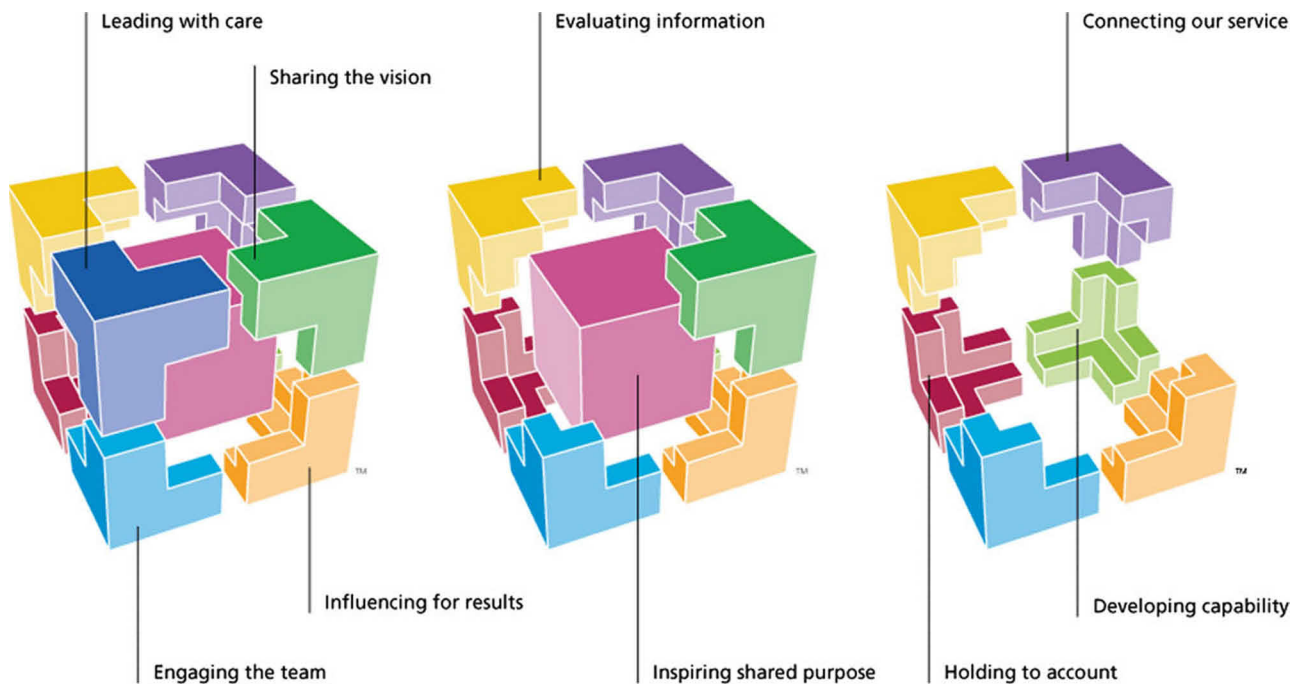 Leading with care
Evaluating information
Connecting our service
Sharing the vision
TM
TM
TM
Influencing for results
Developing capability
Engaging the team
Inspiring shared purpose
Holding to account